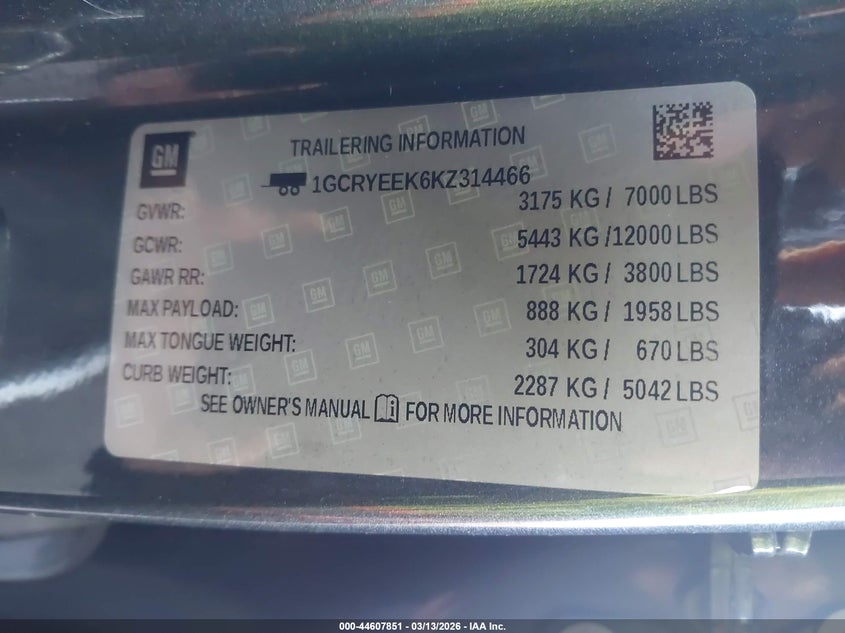 GM
TRAILERING INFORMATION
1GCRYEEK6KZ314466
GVWR: 3175 KG / 7000 LBS
GCWR: 5443 KG /12000 LBS
GAWR RR: 1724 KG / 3800 LBS
MAX PAYLOAD: 888 KG / 1958 LBS
MAX TONGUE WEIGHT: 304 KG / 670 LBS
CURB WEIGHT: 2287 KG / 5042 LBS
SEE OWNER'S MANUAL FOR MORE INFORMATION
000-44607851 | 03/13/2026 – IAA Inc.